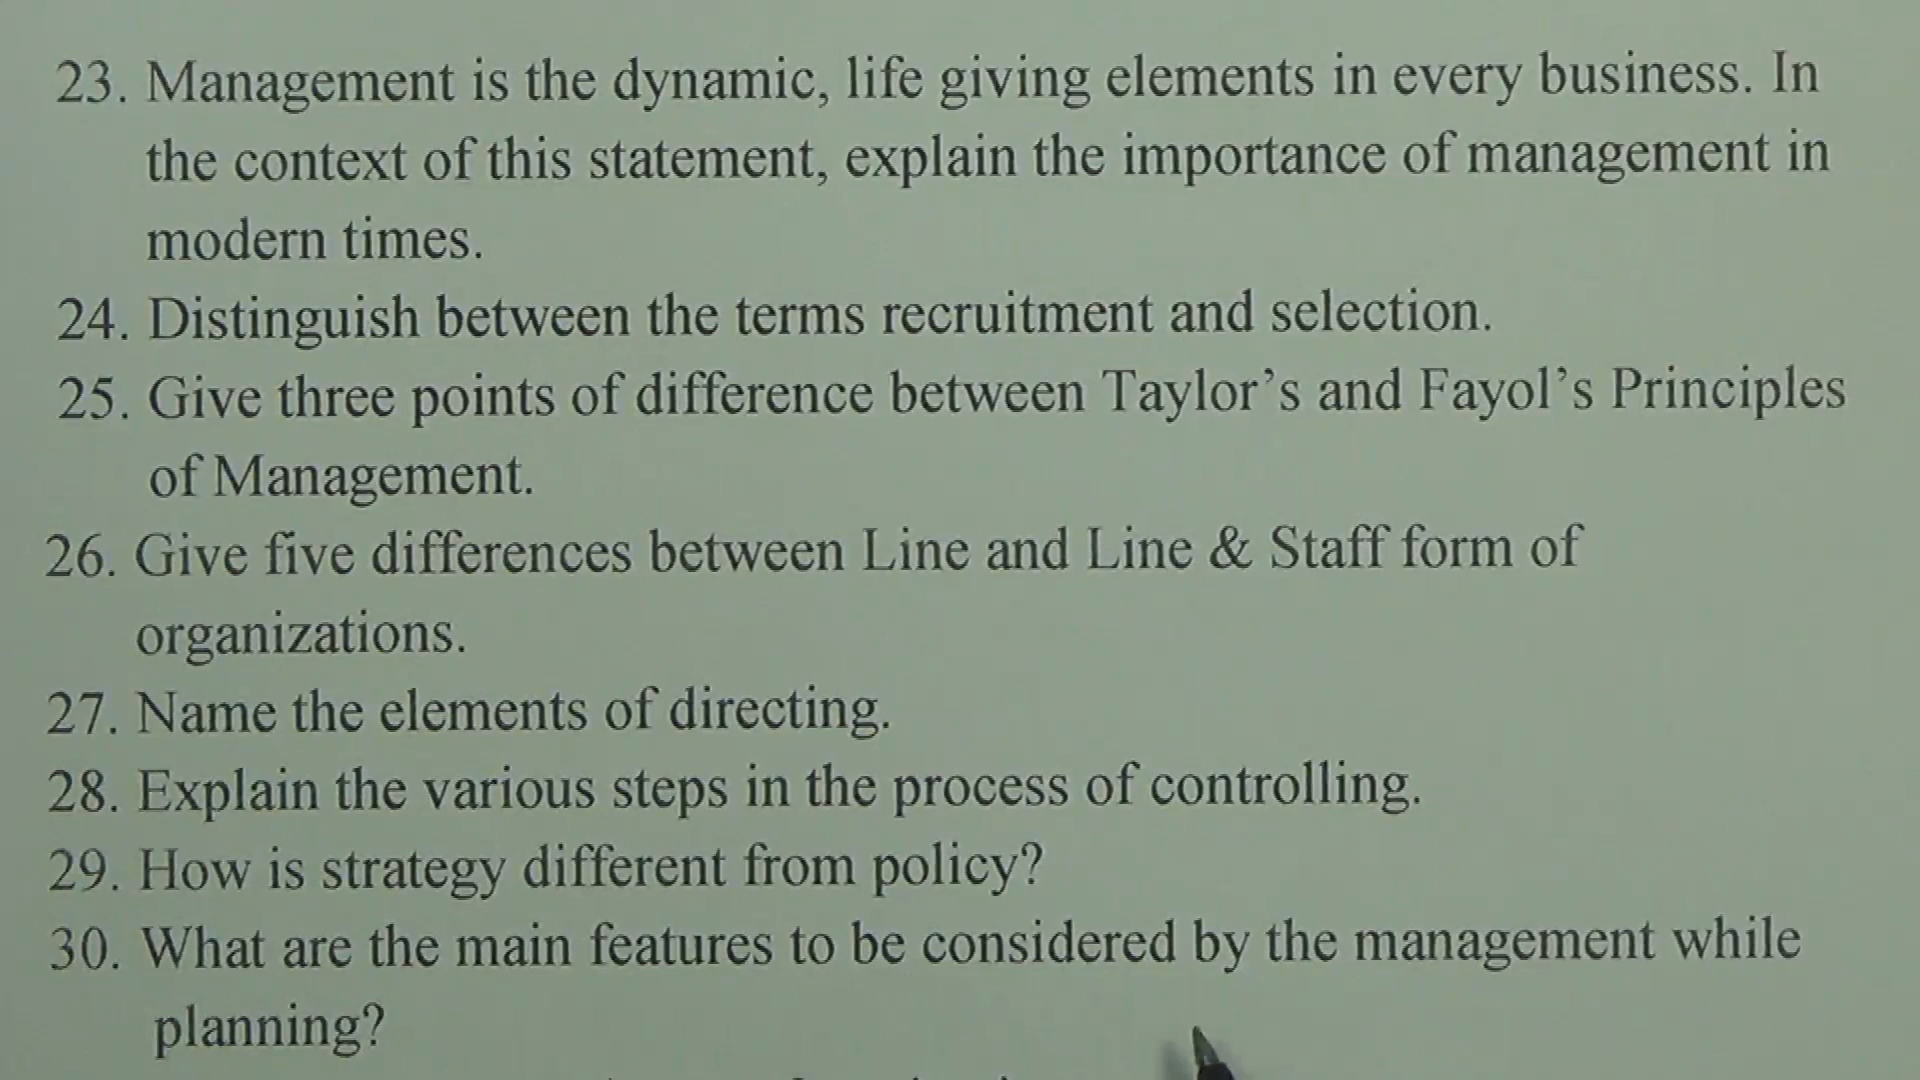 23. Management is the dynamic, life giving elements in every business. In
the context of this statement, explain the importance of management in
modern times.
24. Distinguish between the terms recruitment and selection.
25. Give three points of difference between Taylor’s and Fayol’s Principles
of Management.
26. Give five differences between Line and Line & Staff form of
organizations.
27. Name the elements of directing.
28. Explain the various steps in the process of controlling.
29. How is strategy different from policy?
30. What are the main features to be considered by the management while
planning?